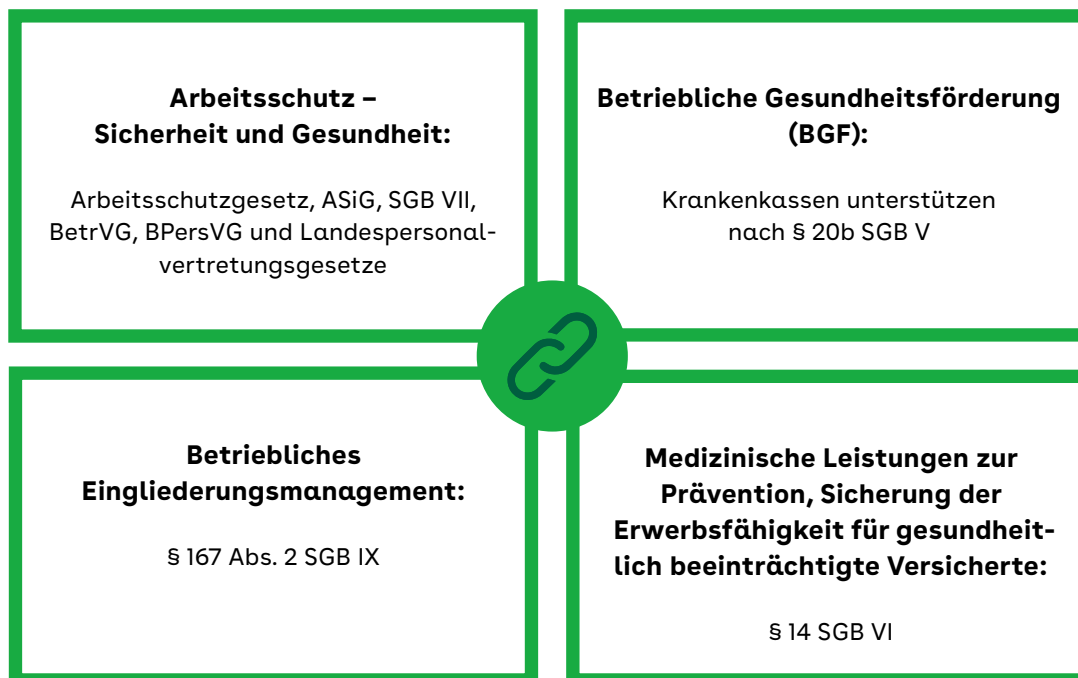 Arbeitsschutz –
Sicherheit und Gesundheit:
Arbeitsschutzgesetz, ASiG, SGB VII,
BetrVG, BPersVG und Landespersonal-
vertretungsgesetze
Betriebliche Gesundheitsförderung
(BGF):
Krankenkassen unterstützen
nach § 20b SGB V
Betriebliches
Eingliederungsmanagement:
§ 167 Abs. 2 SGB IX
Medizinische Leistungen zur
Prävention, Sicherung der
Erwerbsfähigkeit für gesundheit-
lich beeinträchtigte Versicherte:
§ 14 SGB VI